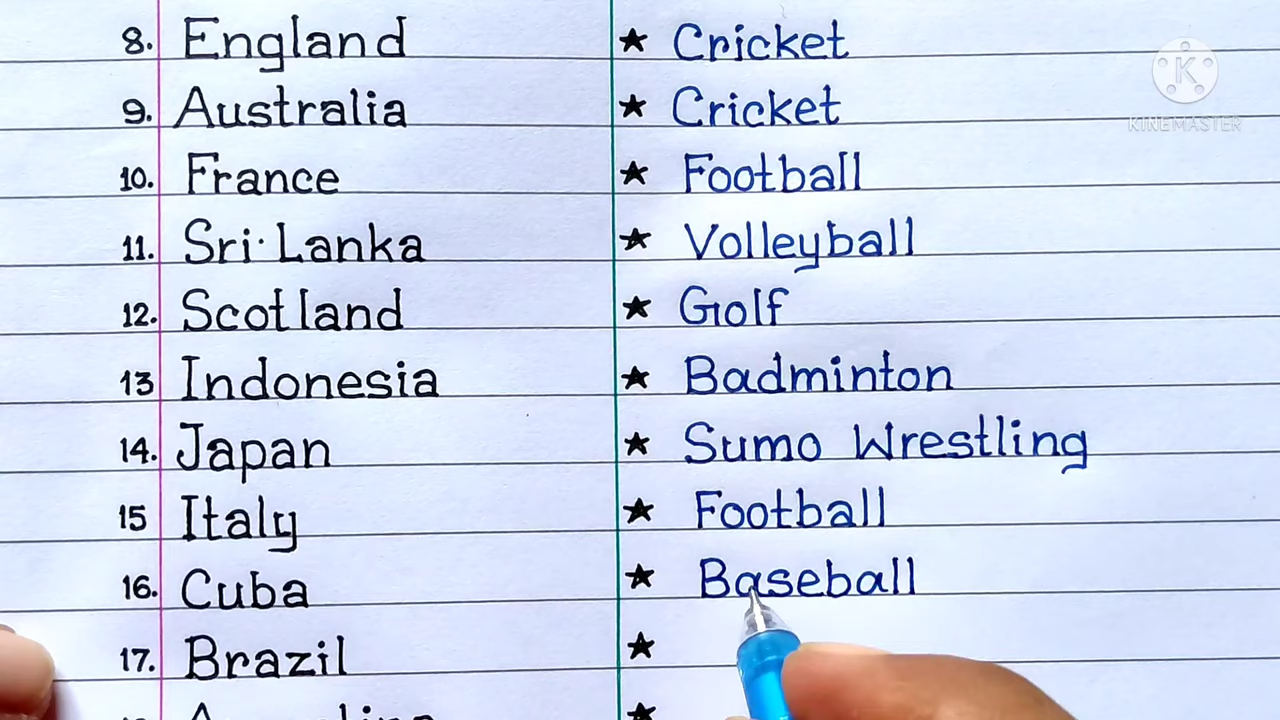 8. England ★ Cricket
9. Australia ★ Cricket
10. France ★ Football
11. Sri Lanka ★ Volleyball
12. Scotland ★ Golf
13 Indonesia ★ Badminton
14. Japan ★ Sumo Wrestling
15 Italy ★ Football
16. Cuba ★ Baseball
17. Brazil ★
K
KINEMASTER